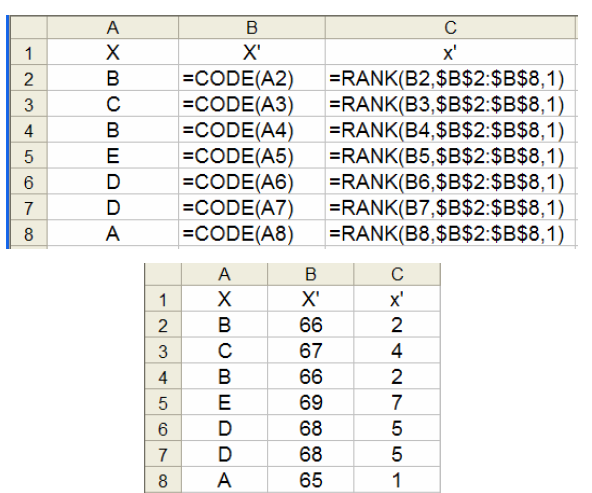 A B C
1 X X' x'
2 B =CODE(A2) =RANK(B2,$B$2:$B$8,1)
3 C =CODE(A3) =RANK(B3,$B$2:$B$8,1)
4 B =CODE(A4) =RANK(B4,$B$2:$B$8,1)
5 E =CODE(A5) =RANK(B5,$B$2:$B$8,1)
6 D =CODE(A6) =RANK(B6,$B$2:$B$8,1)
7 D =CODE(A7) =RANK(B7,$B$2:$B$8,1)
8 A =CODE(A8) =RANK(B8,$B$2:$B$8,1)
A B C
1 X X' x'
2 B 66 2
3 C 67 4
4 B 66 2
5 E 69 7
6 D 68 5
7 D 68 5
8 A 65 1